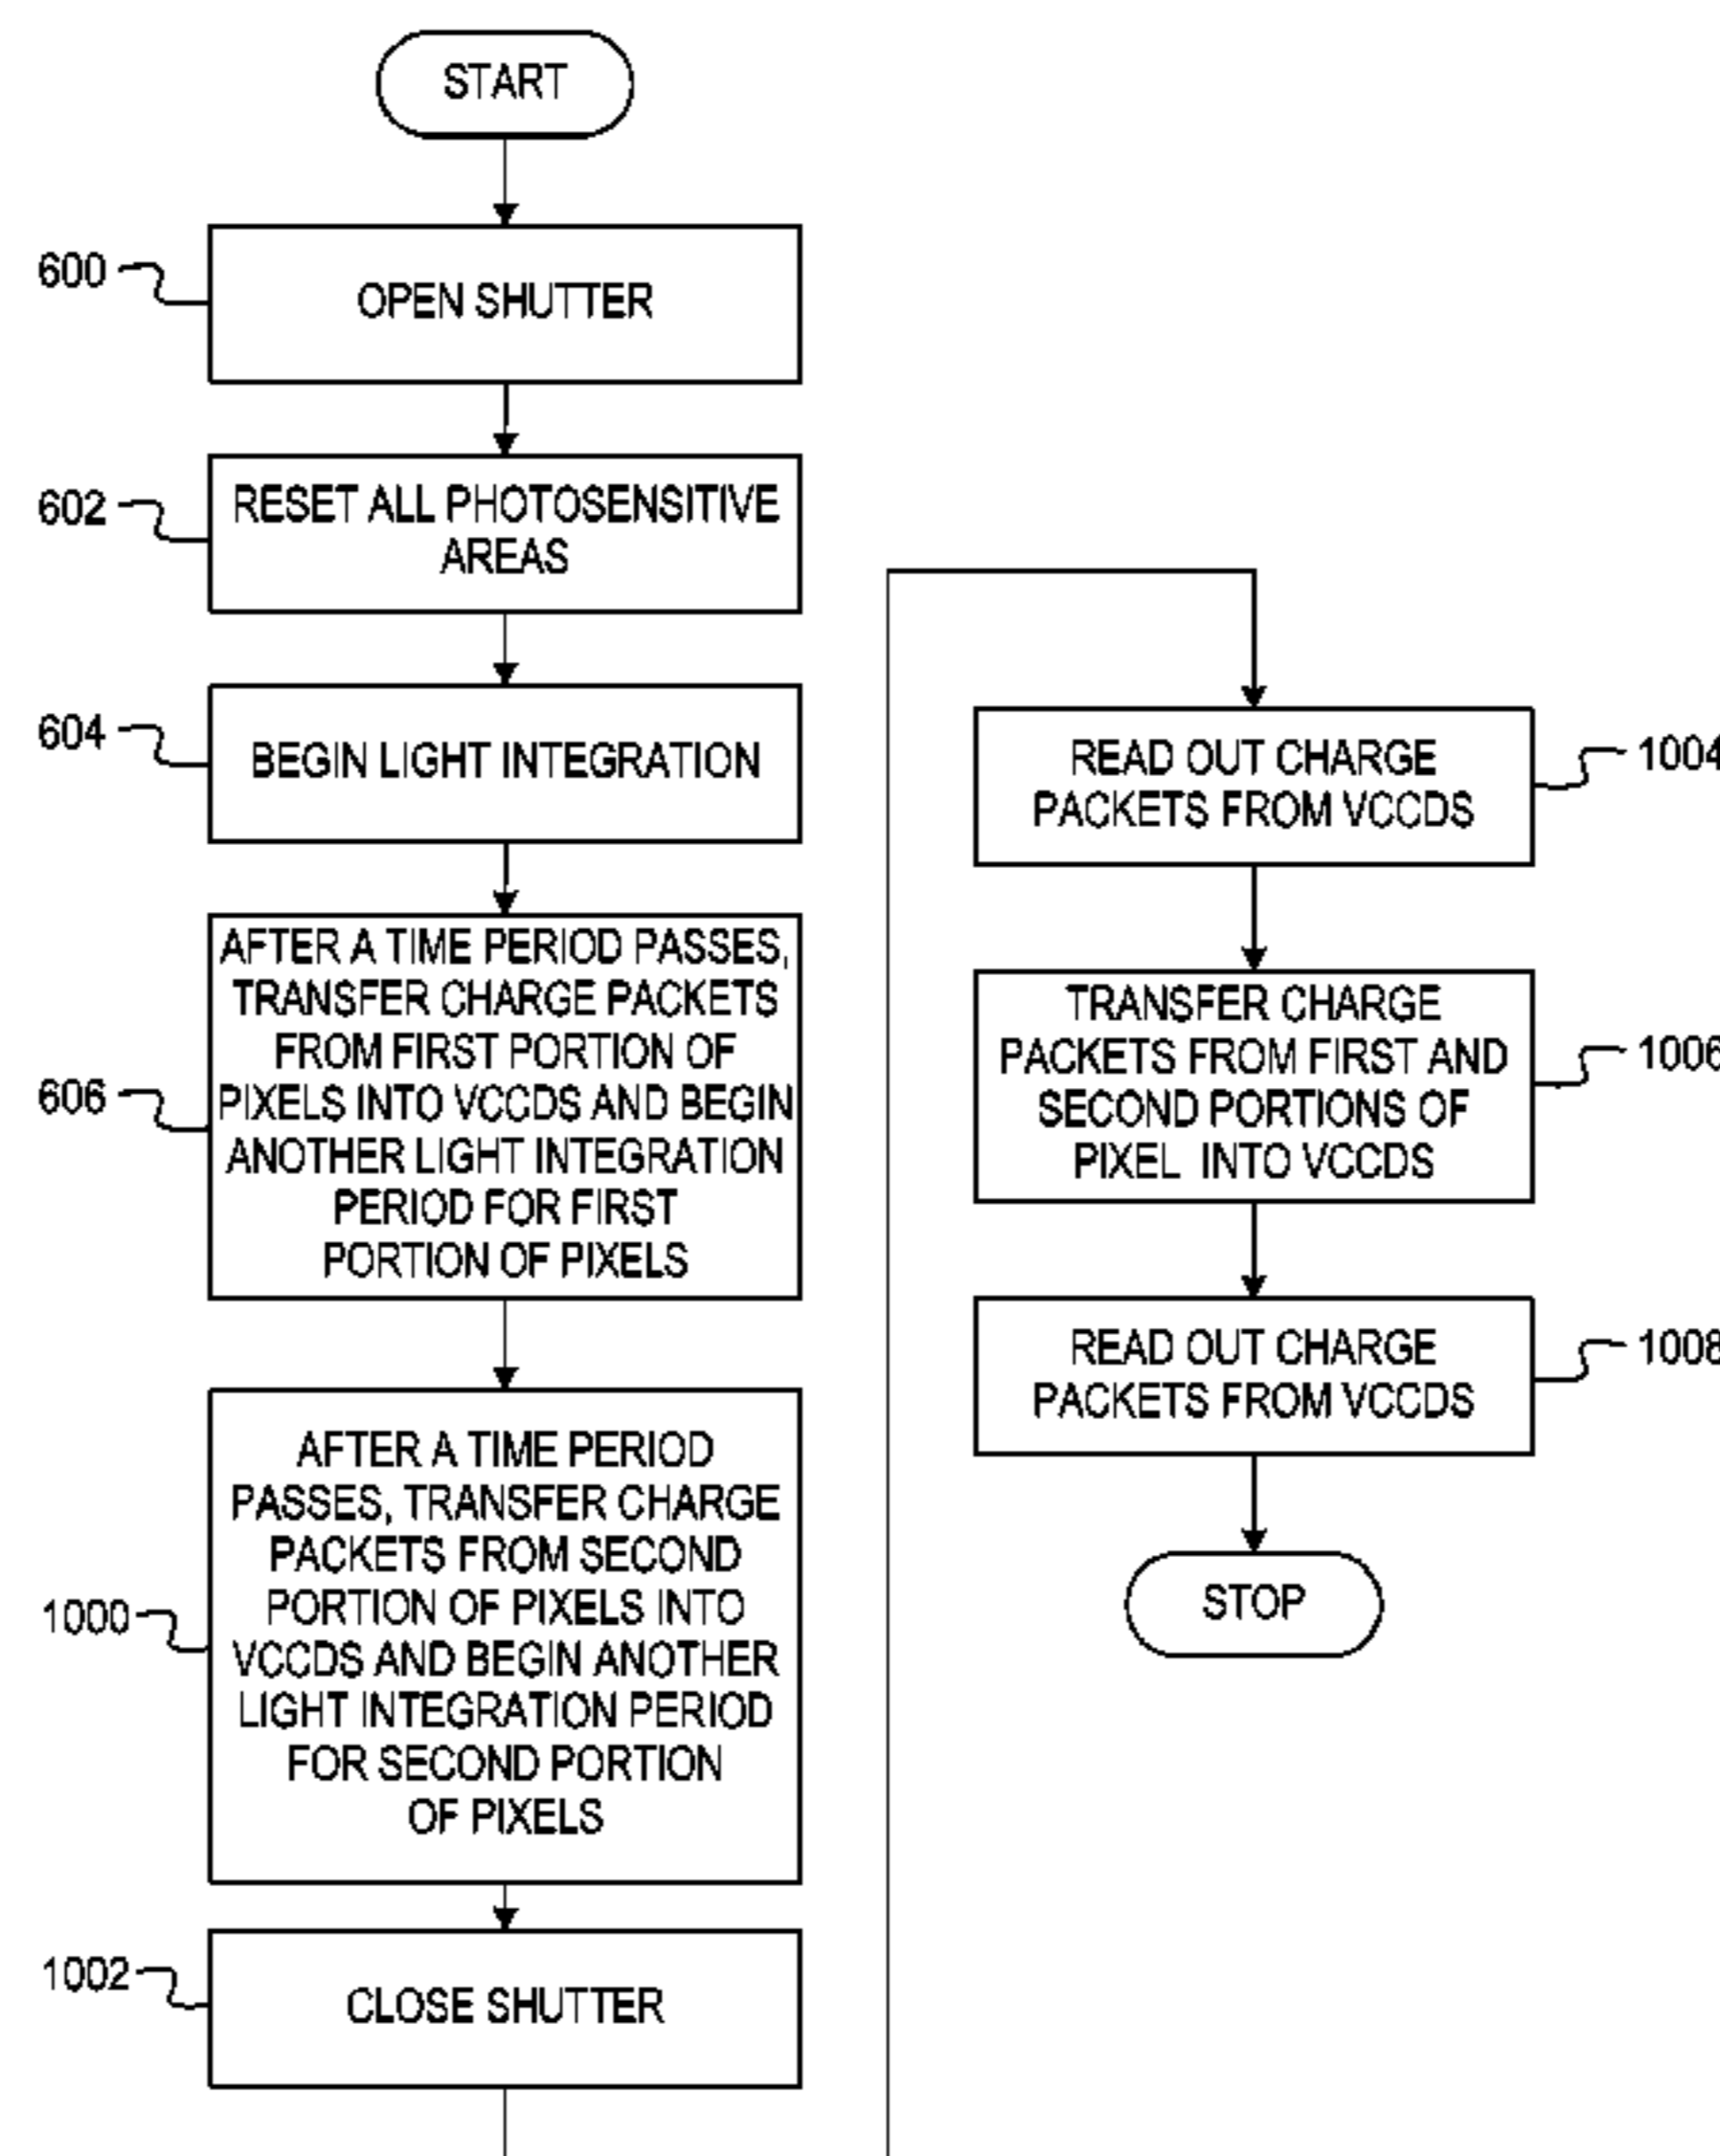 START
600
OPEN SHUTTER
602
RESET ALL PHOTOSENSITIVE
AREAS
604
BEGIN LIGHT INTEGRATION
606
AFTER A TIME PERIOD PASSES,
TRANSFER CHARGE PACKETS
FROM FIRST PORTION OF
PIXELS INTO VCCDS AND BEGIN
ANOTHER LIGHT INTEGRATION
PERIOD FOR FIRST
PORTION OF PIXELS
1000
AFTER A TIME PERIOD
PASSES, TRANSFER CHARGE
PACKETS FROM SECOND
PORTION OF PIXELS INTO
VCCDS AND BEGIN ANOTHER
LIGHT INTEGRATION PERIOD
FOR SECOND PORTION
OF PIXELS
1002
CLOSE SHUTTER
READ OUT CHARGE
PACKETS FROM VCCDS
1004
TRANSFER CHARGE
PACKETS FROM FIRST AND
SECOND PORTIONS OF
PIXEL INTO VCCDS
1006
READ OUT CHARGE
PACKETS FROM VCCDS
1008
STOP